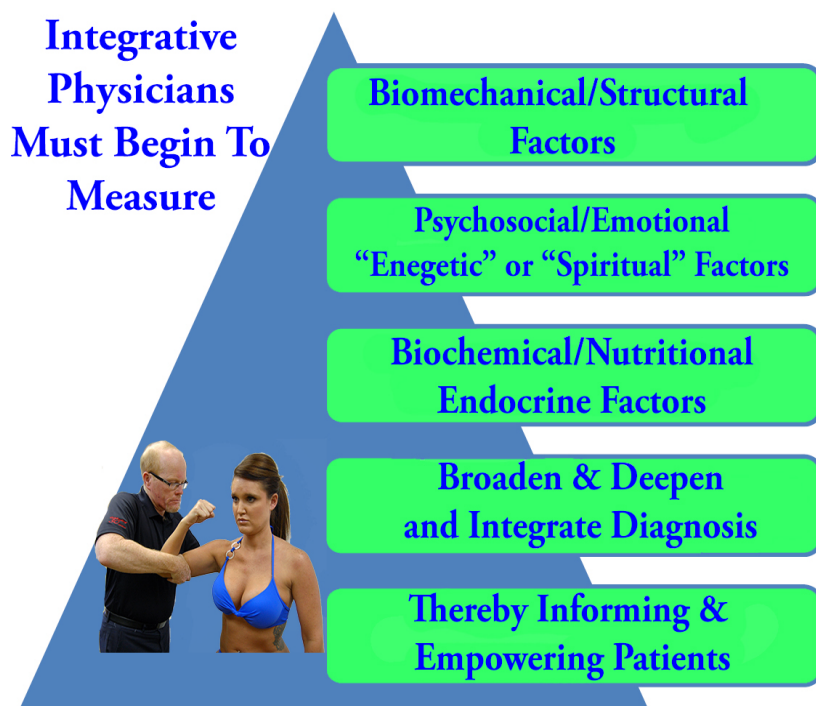 Integrative
Physicians
Must Begin To
Measure
Biomechanical/Structural
Factors
Psychosocial/Emotional
“Enegetic” or “Spiritual” Factors
Biochemical/Nutritional
Endocrine Factors
Broaden & Deepen
and Integrate Diagnosis
Thereby Informing &
Empowering Patients